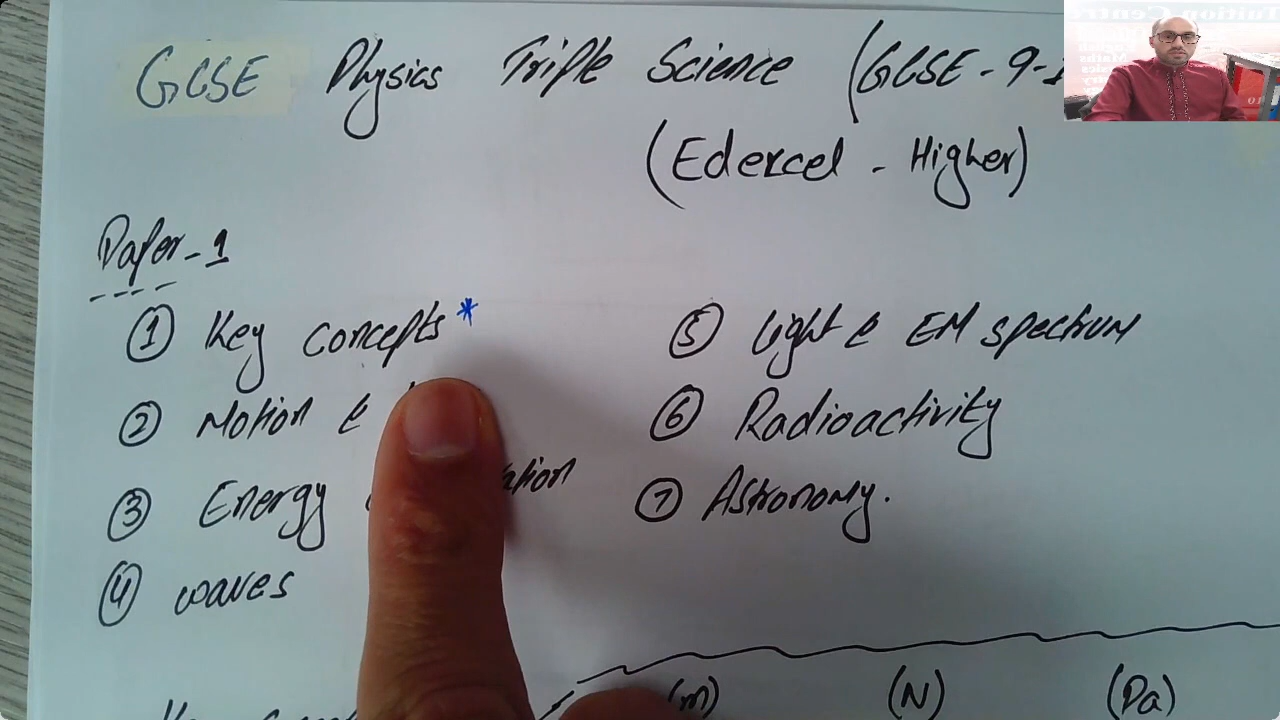 GCSE Physics Triple Science (GCSE-9-1
(Edexcel - Higher)
Paper-1
① Key concepts*
② Motion &
③ Energy
④ waves
⑤ light & EM spectrum
⑥ Radioactivity
⑦ Astronomy.
(m) (N) (Pa)